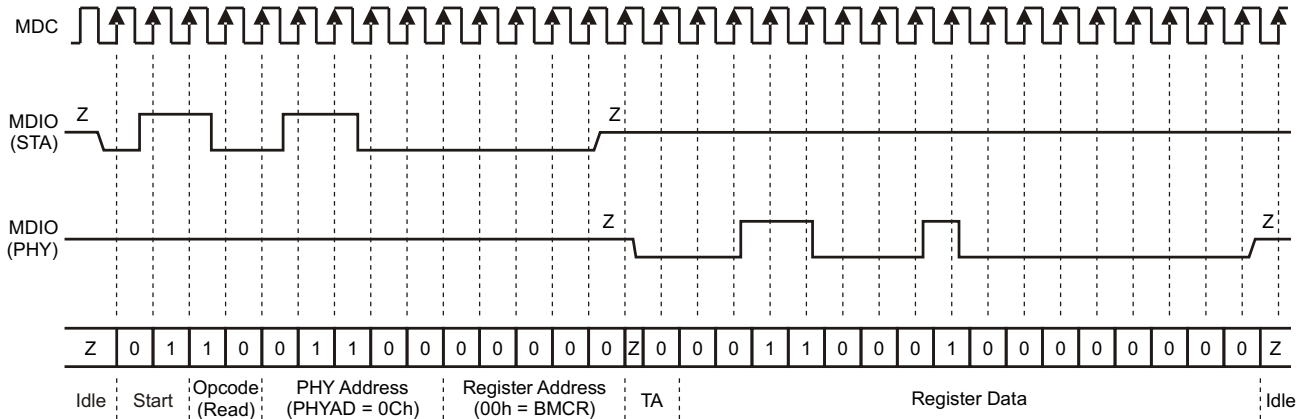 MDC
Z
Z
MDIO
(STA)
Z
Z
MDIO
(PHY)
Z 0 1 1 0 0 1 1 0 0 0 0 0 0 0 Z 0 0 0 1 1 0 0 0 1 0 0 0 0 0 0 0 0 Z
Idle Start Opcode (Read) PHY Address (PHYAD = 0Ch) Register Address (00h = BMCR) TA Register Data Idle